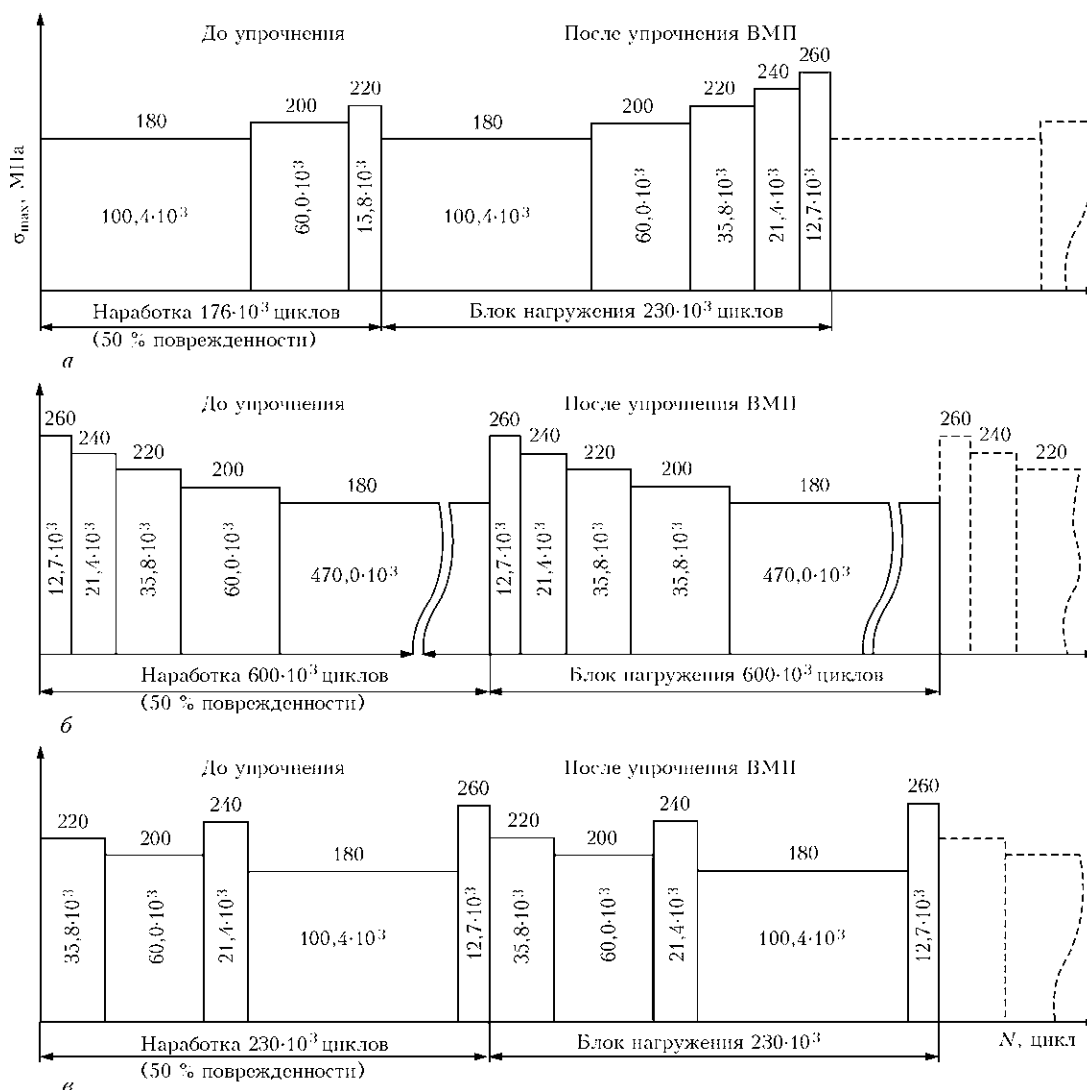 До упрочнения
После упрочнения ВМП
σmax, МПа
180
200
220
180
200
220
240
260
100,4·10³
60,0·10³
15,8·10³
100,4·10³
60,0·10³
35,8·10³
21,4·10³
12,7·10³
Наработка 176·10³ циклов
(50 % поврежденности)
Блок нагружения 230·10³ циклов
а
До упрочнения
После упрочнения ВМП
260
240
220
200
180
260
240
220
200
180
260
240
220
12,7·10³
21,4·10³
35,8·10³
60,0·10³
470,0·10³
12,7·10³
21,4·10³
35,8·10³
35,8·10³
470,0·10³
Наработка 600·10³ циклов
(50 % поврежденности)
Блок нагружения 600·10³ циклов
б
До упрочнения
После упрочнения ВМП
220
200
240
180
260
220
200
240
180
260
35,8·10³
60,0·10³
21,4·10³
100,4·10³
12,7·10³
35,8·10³
60,0·10³
21,4·10³
100,4·10³
12,7·10³
Наработка 230·10³ циклов
(50 % поврежденности)
Блок нагружения 230·10³
N, цикл
в